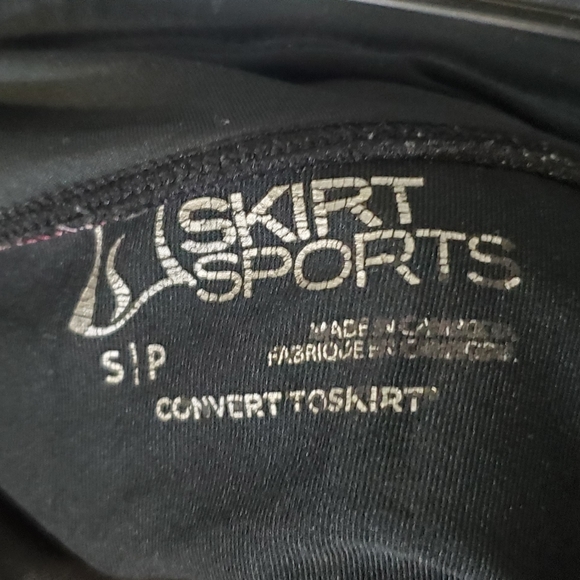 SKIRT
SPORTS
S|P
MADE IN
FABRIQUE EN
CONVERT TOSKIRT